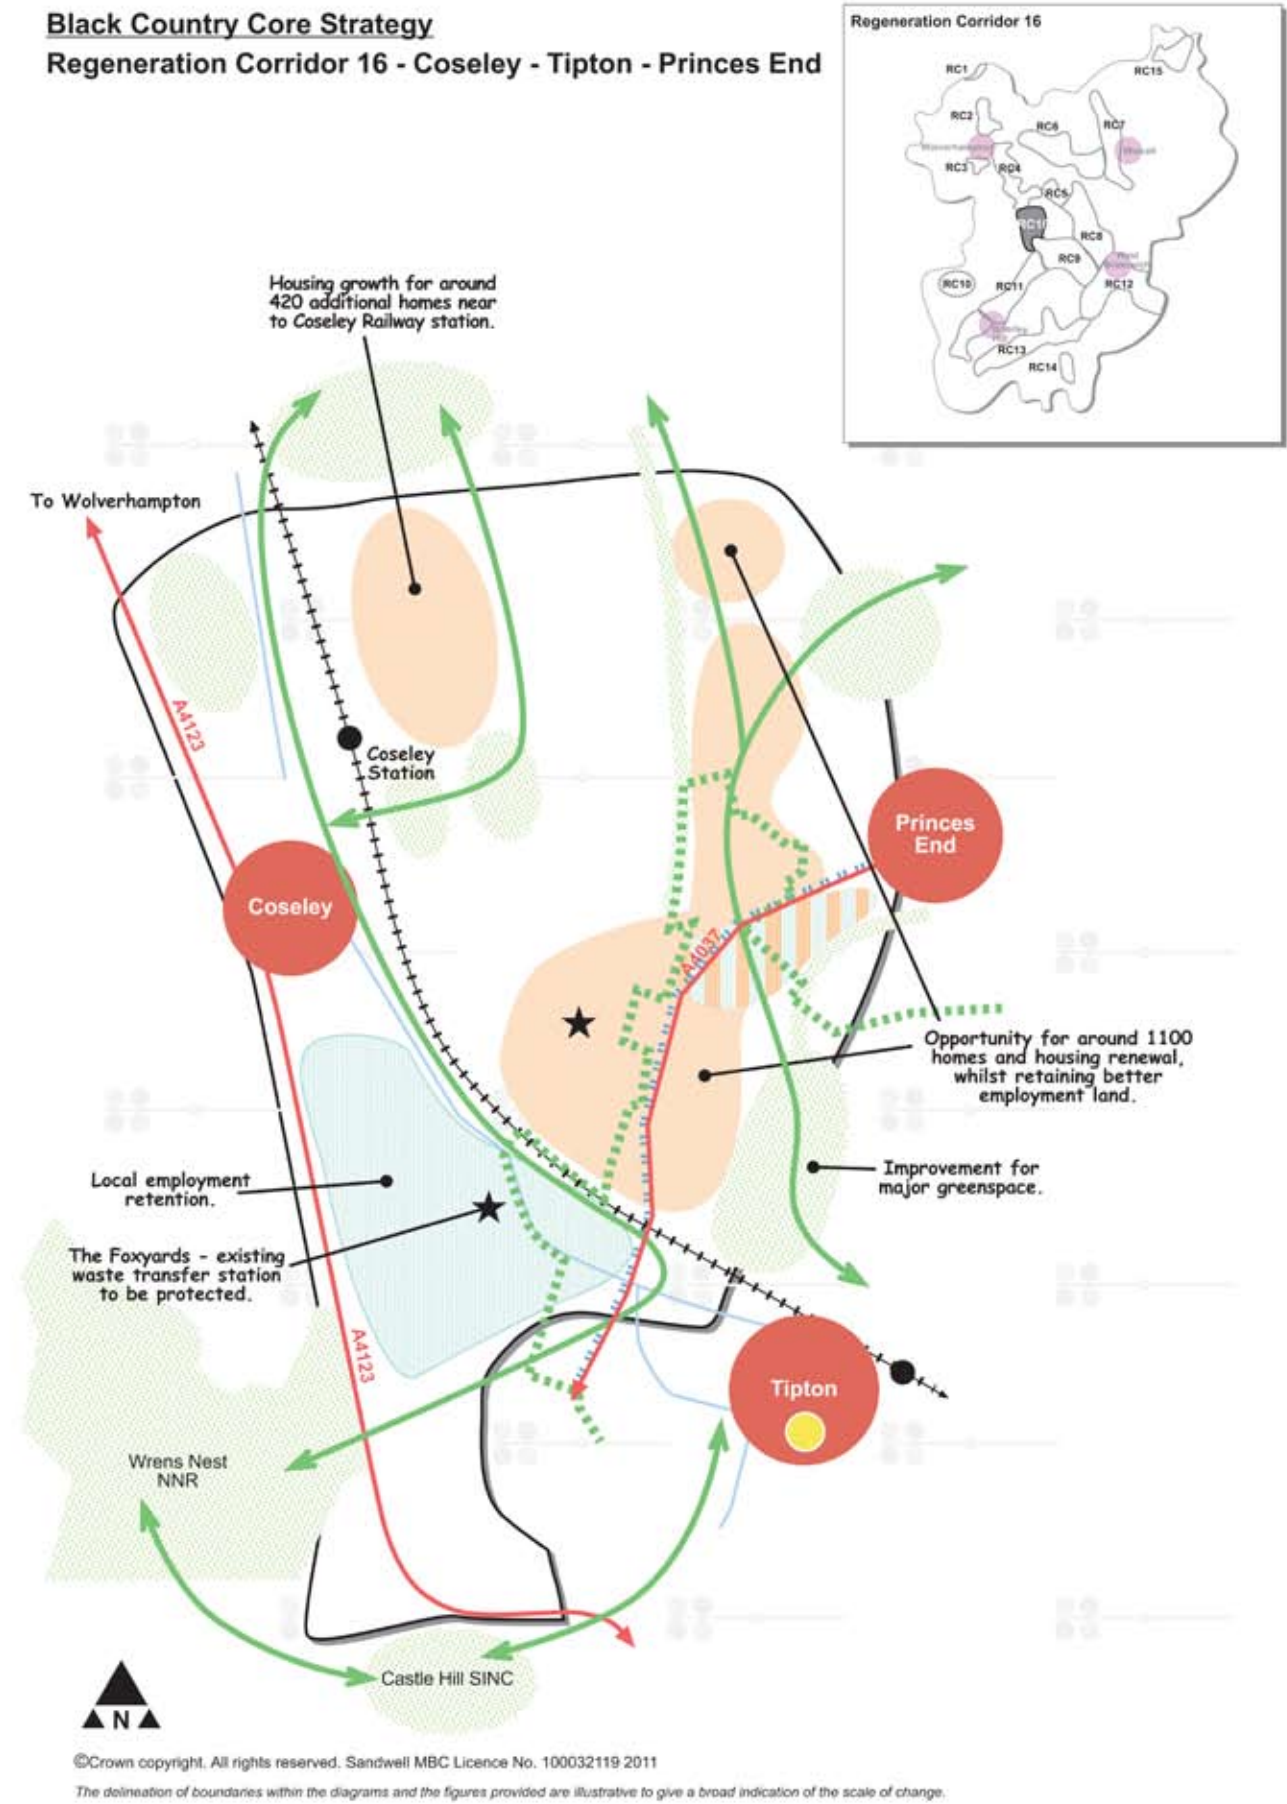 Black Country Core Strategy
Regeneration Corridor 16 - Coseley - Tipton - Princes End
Regeneration Corridor 16
RC1
RC15
RC2
RC6
RC7
Wolverhampton
Walsall
RC3
RC4
RC5
RC8
RC9
West
Bromwich
RC10
RC11
RC12
Brierley
Hill
RC13
RC14
Housing growth for around
420 additional homes near
to Coseley Railway station.
To Wolverhampton
A4123
Coseley
Station
Princes
End
Coseley
A4037
Opportunity for around 1100
homes and housing renewal,
whilst retaining better
employment land.
Local employment
retention.
Improvement for
major greenspace.
The Foxyards - existing
waste transfer station
to be protected.
A4123
Tipton
Wrens Nest
NNR
Castle Hill SINC
N
©Crown copyright. All rights reserved. Sandwell MBC Licence No. 100032119 2011
The delineation of boundaries within the diagrams and the figures provided are illustrative to give a broad indication of the scale of change.